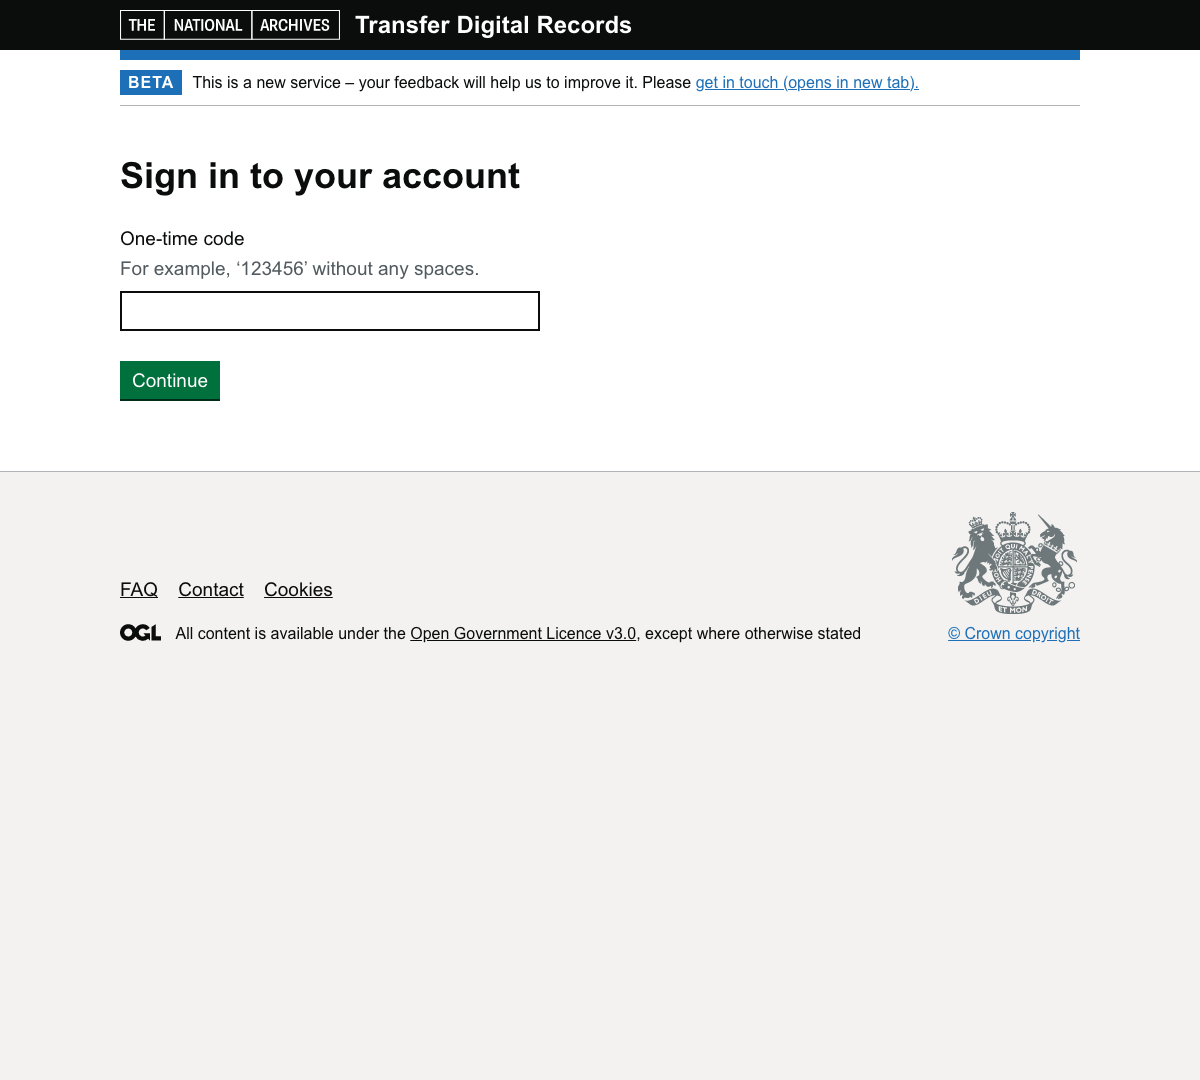 THE NATIONAL ARCHIVES Transfer Digital Records
BETA This is a new service – your feedback will help us to improve it. Please get in touch (opens in new tab).
Sign in to your account
One-time code
For example, ‘123456’ without any spaces.
Continue
FAQ Contact Cookies
DIEU ET MON DROIT
OGL All content is available under the Open Government Licence v3.0, except where otherwise stated
© Crown copyright